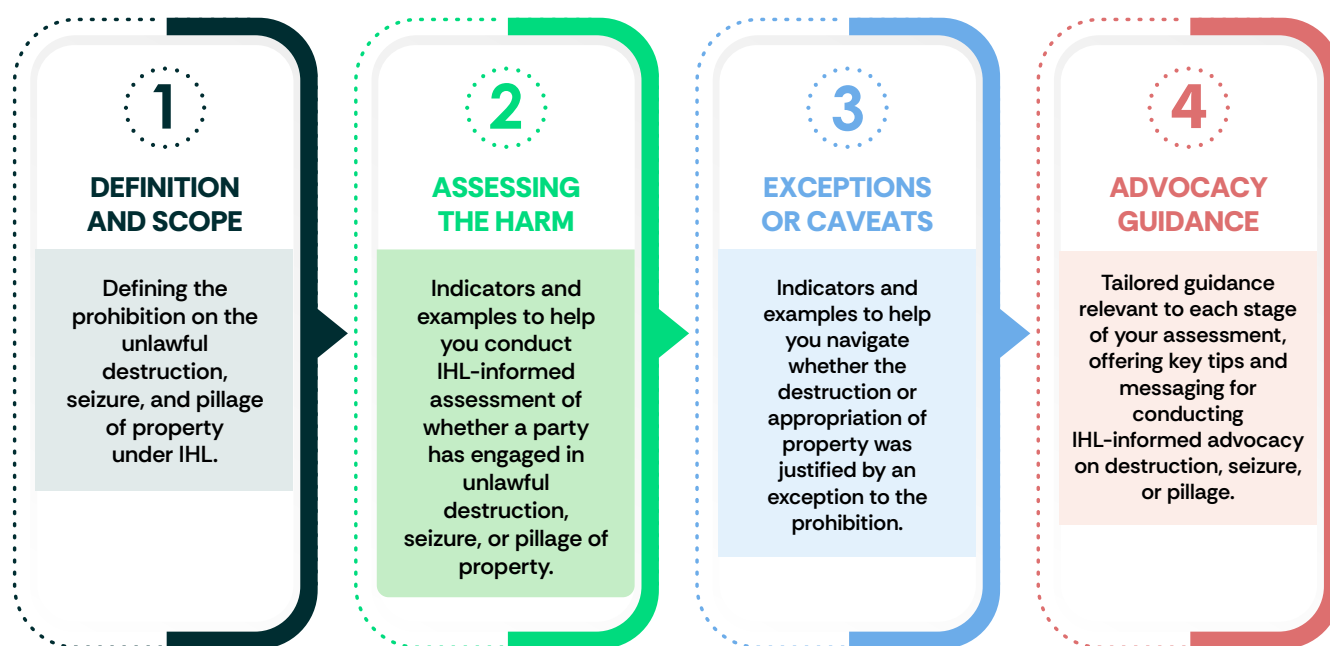 1
DEFINITION
AND SCOPE
Defining the
prohibition on the
unlawful
destruction,
seizure, and pillage
of property
under IHL.
2
ASSESSING
THE HARM
Indicators and
examples to help
you conduct
IHL-informed
assessment of
whether a party
has engaged in
unlawful
destruction,
seizure, or pillage of
property.
3
EXCEPTIONS
OR CAVEATS
Indicators and
examples to help
you navigate
whether the
destruction or
appropriation of
property was
justified by an
exception to the
prohibition.
4
ADVOCACY
GUIDANCE
Tailored guidance
relevant to each stage
of your assessment,
offering key tips and
messaging for
conducting
IHL-informed advocacy
on destruction, seizure,
or pillage.